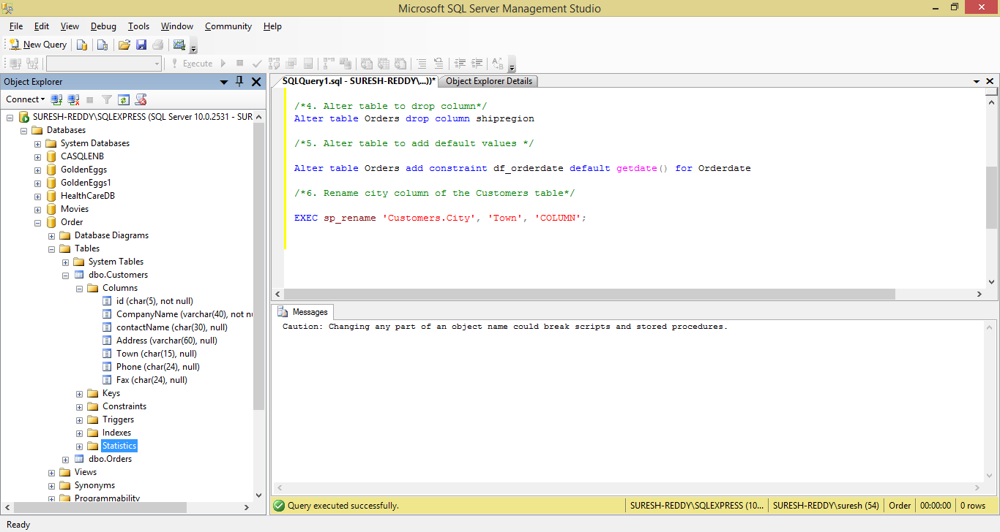 Microsoft SQL Server Management Studio
File Edit View Debug Tools Window Community Help
New Query
Execute
Object Explorer
SQLQuery1.sql - SURESH-REDDY\...))* Object Explorer Details
Connect
SURESH-REDDY\SQLEXPRESS (SQL Server 10.0.2531 - SUR
Databases
System Databases
CASQLENB
GoldenEggs
GoldenEggs1
HealthCareDB
Movies
Order
Database Diagrams
Tables
System Tables
dbo.Customers
Columns
id (char(5), not null)
CompanyName (varchar(40), not nu
contactName (char(30), null)
Address (varchar(60), null)
Town (char(15), null)
Phone (char(24), null)
Fax (char(24), null)
Keys
Constraints
Triggers
Indexes
Statistics
dbo.Orders
Views
Synonyms
Programmability
/*4. Alter table to drop column*/
Alter table Orders drop column shipregion
/*5. Alter table to add default values */
Alter table Orders add constraint df_orderdate default getdate() for Orderdate
/*6. Rename city column of the Customers table*/
EXEC sp_rename 'Customers.City', 'Town', 'COLUMN';
Messages
Caution: Changing any part of an object name could break scripts and stored procedures.
Query executed successfully. SURESH-REDDY\SQLEXPRESS (10... SURESH-REDDY\suresh (54) Order 00:00:00 0 rows
Ready